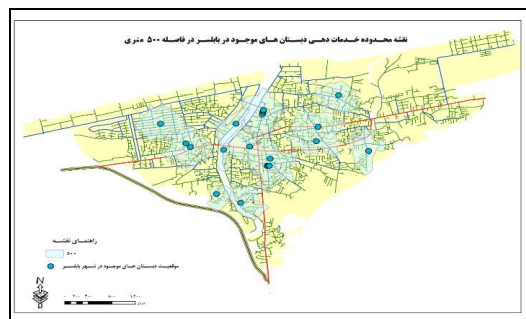 نقشه محدوده خدمات دهی دبستان های موجود در بابلسر در فاصله ۵۰۰ متری
راهنمای نقشه
۵۰۰
موقعیت دبستان های موجود در شهر بابلسر
N